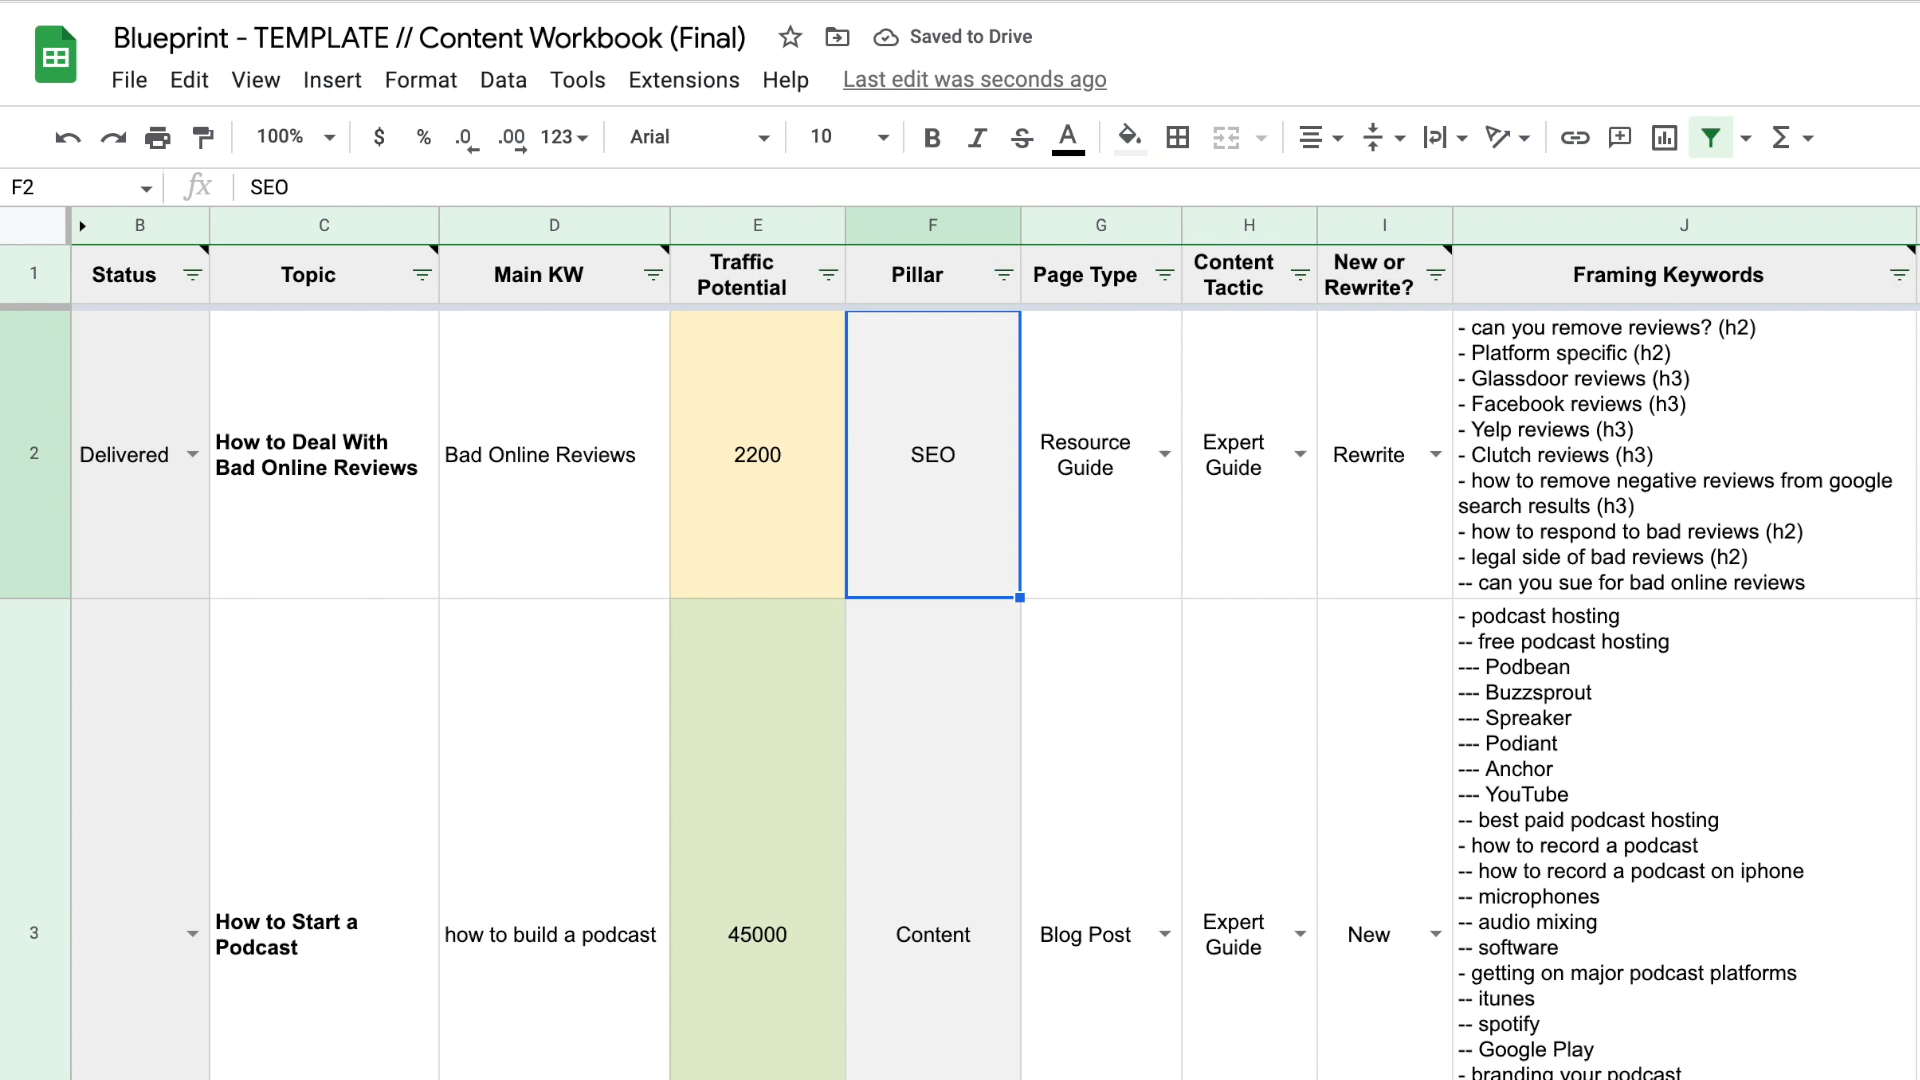 Blueprint - TEMPLATE // Content Workbook (Final)
Saved to Drive
File Edit View Insert Format Data Tools Extensions Help Last edit was seconds ago
100% $ % .0 .00 123 Arial 10 B I S A
F2 fx SEO
B C D E F G H I J
1 Status Topic Main KW Traffic Potential Pillar Page Type Content Tactic New or Rewrite? Framing Keywords
2 Delivered How to Deal With Bad Online Reviews Bad Online Reviews 2200 SEO Resource Guide Expert Guide Rewrite
- can you remove reviews? (h2)
- Platform specific (h2)
- Glassdoor reviews (h3)
- Facebook reviews (h3)
- Yelp reviews (h3)
- Clutch reviews (h3)
- how to remove negative reviews from google
search results (h3)
- how to respond to bad reviews (h2)
- legal side of bad reviews (h2)
-- can you sue for bad online reviews
3 How to Start a Podcast how to build a podcast 45000 Content Blog Post Expert Guide New
- podcast hosting
-- free podcast hosting
--- Podbean
--- Buzzsprout
--- Spreaker
--- Podiant
--- Anchor
--- YouTube
-- best paid podcast hosting
- how to record a podcast
-- how to record a podcast on iphone
-- microphones
-- audio mixing
-- software
- getting on major podcast platforms
-- itunes
-- spotify
-- Google Play
- branding your podcast